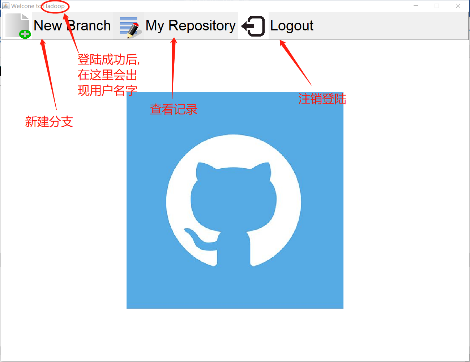 Welcome to
New Branch
My Repository
Logout
登陆成功后,
在这里会出
现用户名字
新建分支
查看记录
注销登陆